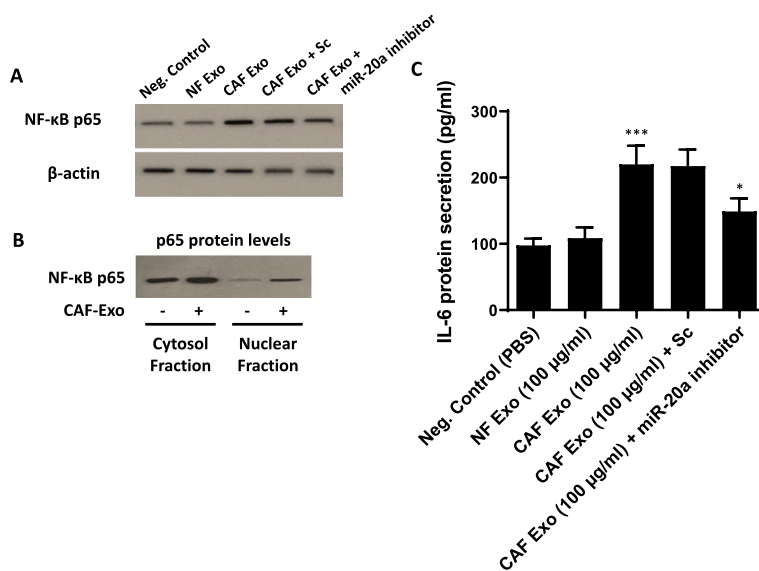 A
Neg. Control
NF Exo
CAF Exo
CAF Exo + Sc
CAF Exo +
miR-20a inhibitor
NF-κB p65
β-actin
B
p65 protein levels
NF-κB p65
CAF-Exo
- + - +
Cytosol
Fraction
Nuclear
Fraction
C
IL-6 protein secretion (pg/ml)
300
200
100
0
***
*
Neg. Control (PBS)
NF Exo (100 μg/ml)
CAF Exo (100 μg/ml)
CAF Exo (100 μg/ml) + Sc
CAF Exo (100 μg/ml) + miR-20a inhibitor